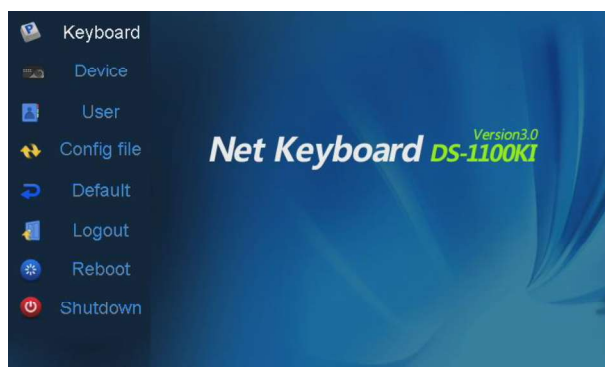 Keyboard
Device
User
Config file
Default
Logout
Reboot
Shutdown
Version3.0
Net Keyboard DS-1100KI